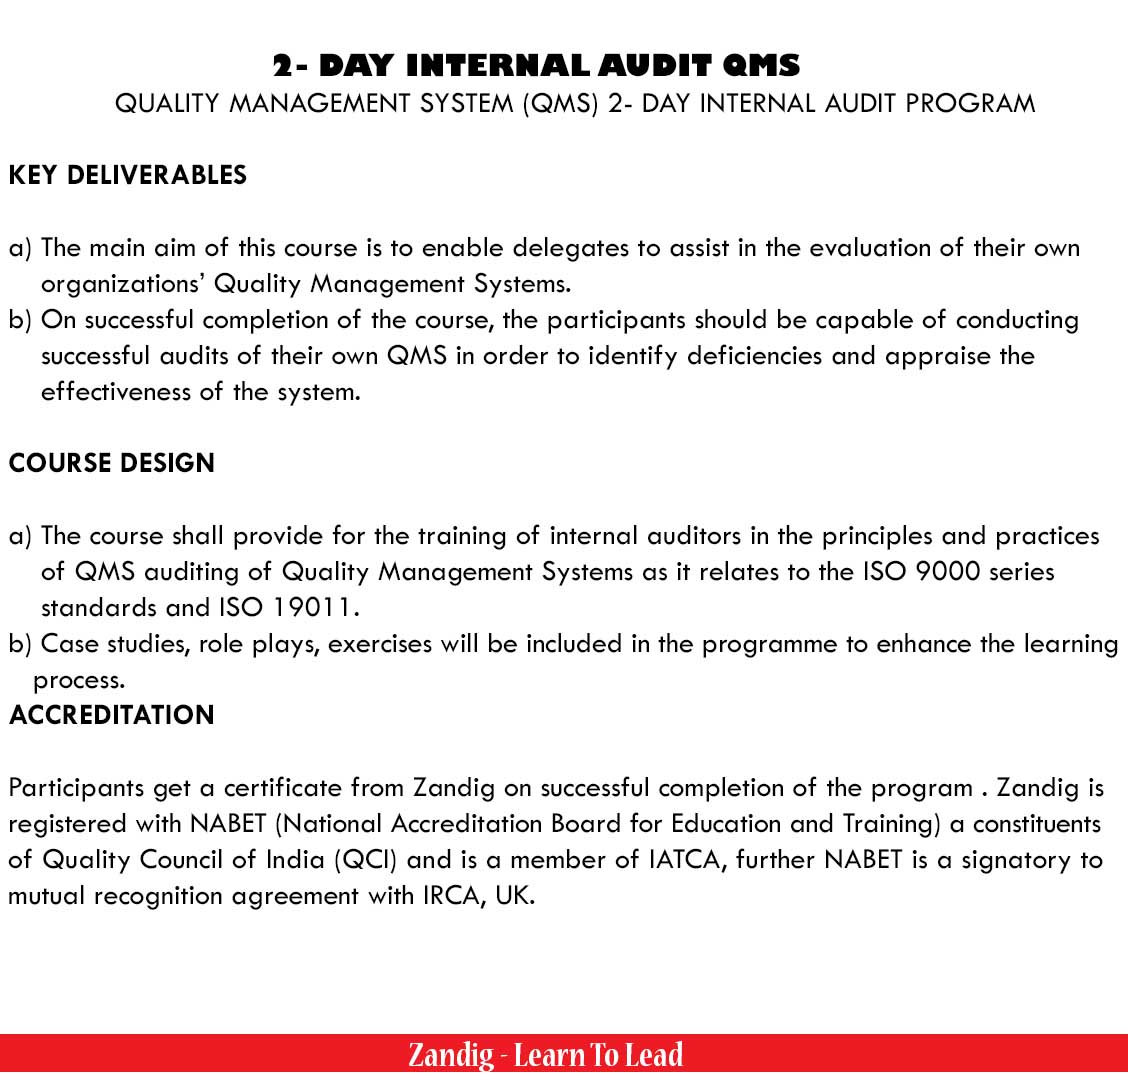 2- DAY INTERNAL AUDIT QMS
QUALITY MANAGEMENT SYSTEM (QMS) 2- DAY INTERNAL AUDIT PROGRAM
KEY DELIVERABLES
a) The main aim of this course is to enable delegates to assist in the evaluation of their own
organizations’ Quality Management Systems.
b) On successful completion of the course, the participants should be capable of conducting
successful audits of their own QMS in order to identify deficiencies and appraise the
effectiveness of the system.
COURSE DESIGN
a) The course shall provide for the training of internal auditors in the principles and practices
of QMS auditing of Quality Management Systems as it relates to the ISO 9000 series
standards and ISO 19011.
b) Case studies, role plays, exercises will be included in the programme to enhance the learning
process.
ACCREDITATION
Participants get a certificate from Zandig on successful completion of the program . Zandig is
registered with NABET (National Accreditation Board for Education and Training) a constituents
of Quality Council of India (QCI) and is a member of IATCA, further NABET is a signatory to
mutual recognition agreement with IRCA, UK.
Zandig - Learn To Lead